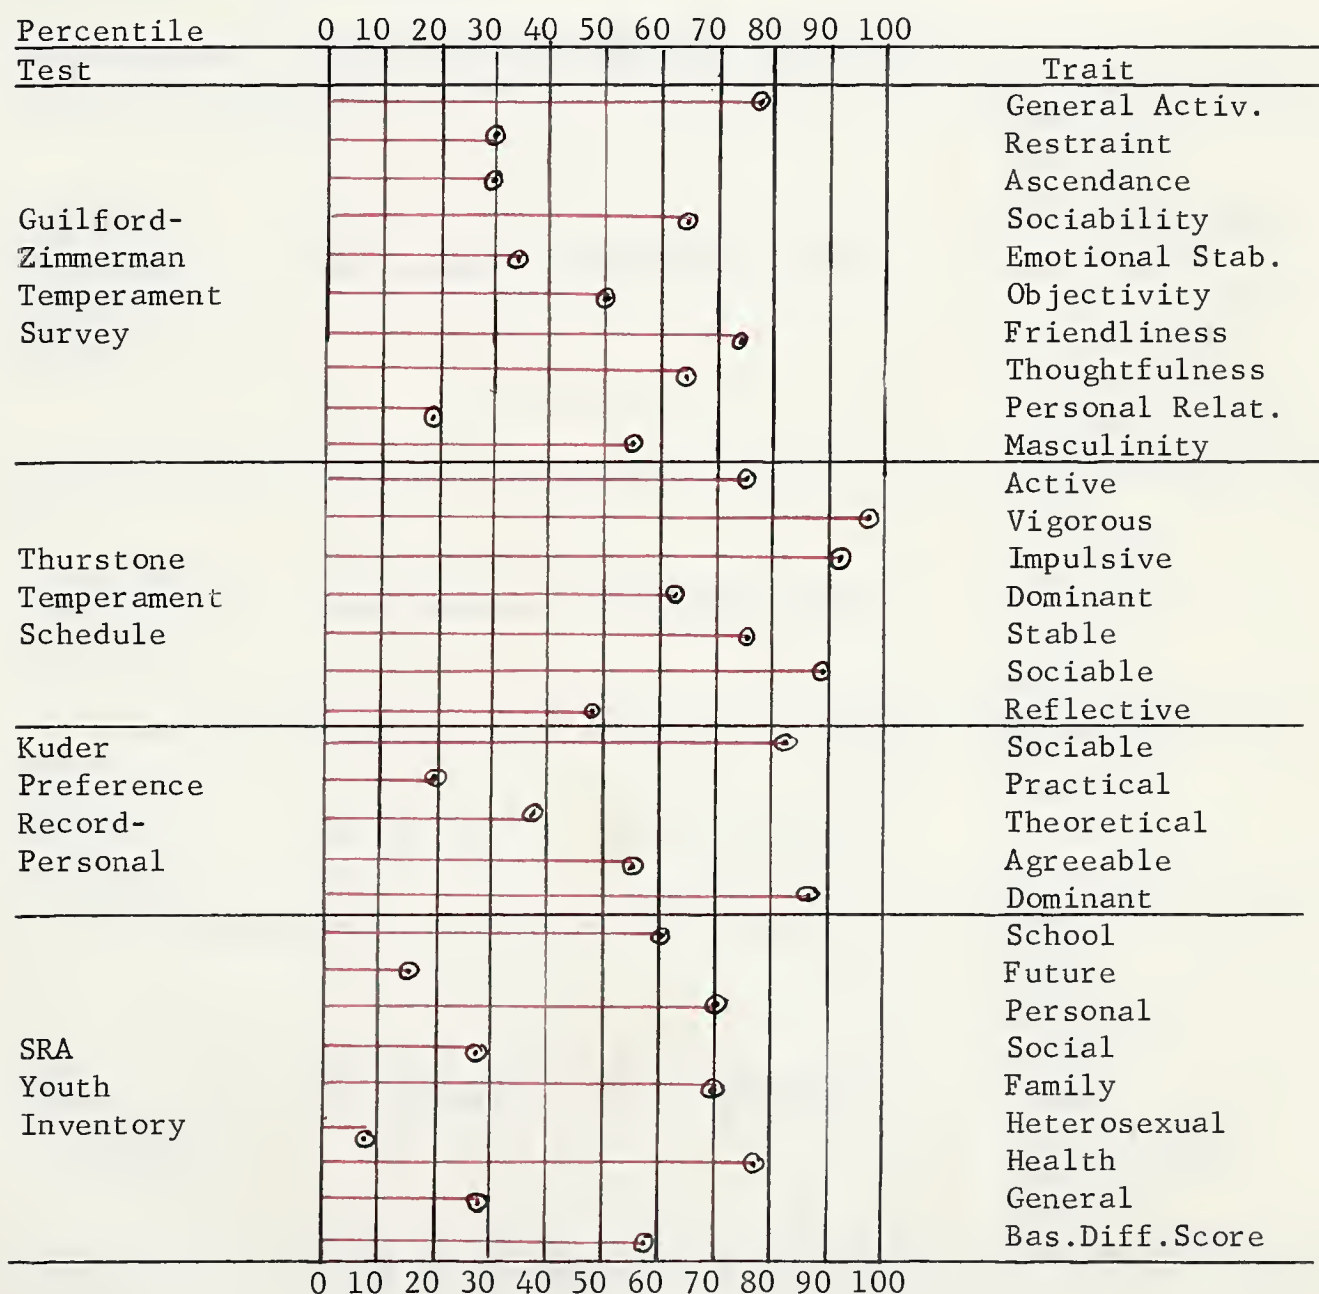 Percentile 0 10 20 30 40 50 60 70 80 90 100
Test Trait
General Activ.
Restraint
Ascendance
Guilford- Sociability
Zimmerman Emotional Stab.
Temperament Objectivity
Survey Friendliness
Thoughtfulness
Personal Relat.
Masculinity
Active
Vigorous
Thurstone Impulsive
Temperament Dominant
Schedule Stable
Sociable
Reflective
Kuder Sociable
Preference Practical
Record- Theoretical
Personal Agreeable
Dominant
School
Future
Personal
SRA Social
Youth Family
Inventory Heterosexual
Health
General
Bas.Diff.Score
0 10 20 30 40 50 60 70 80 90 100